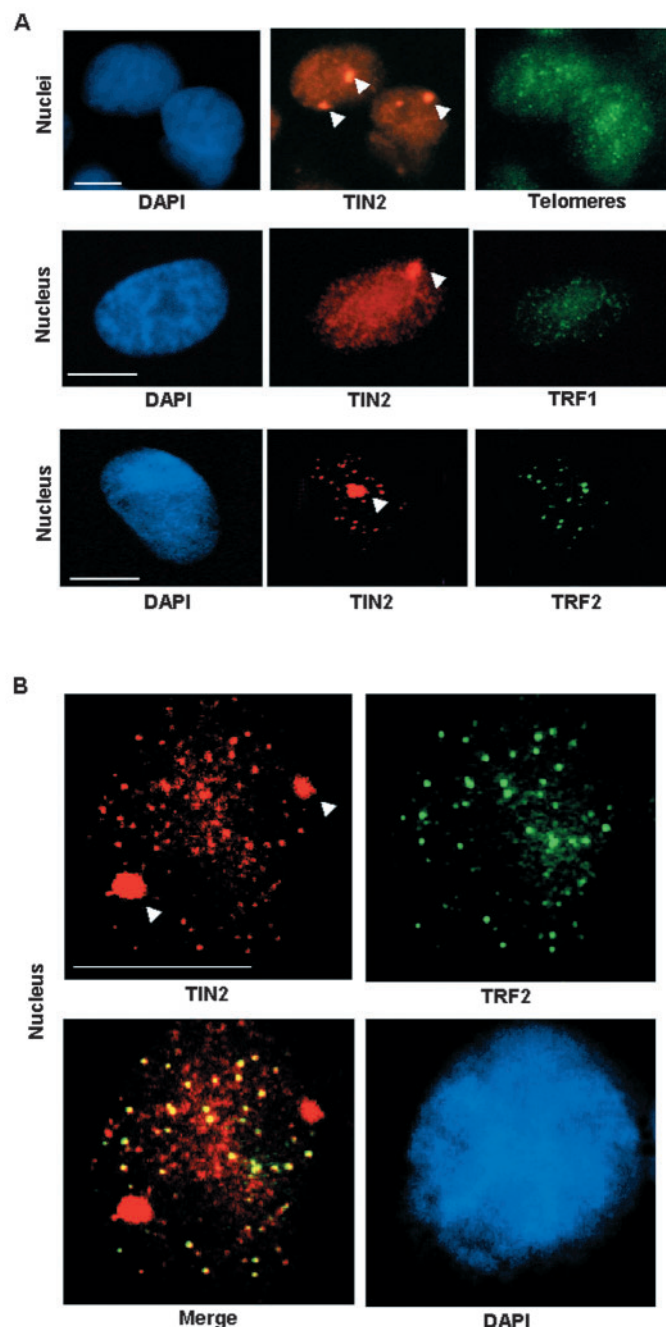 A
Nuclei
DAPI TIN2 Telomeres
Nucleus
DAPI TIN2 TRF1
Nucleus
DAPI TIN2 TRF2
B
Nucleus
TIN2 TRF2
Merge DAPI